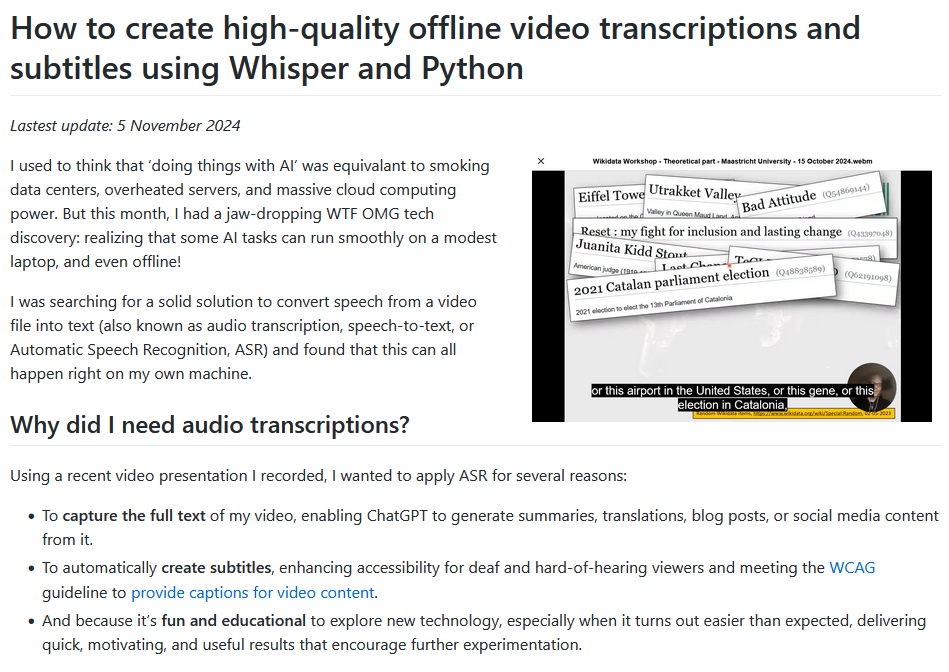 How to create high-quality offline video transcriptions and
subtitles using Whisper and Python
Lastest update: 5 November 2024
I used to think that ‘doing things with AI’ was equivalant to smoking
data centers, overheated servers, and massive cloud computing
power. But this month, I had a jaw-dropping WTF OMG tech
discovery: realizing that some AI tasks can run smoothly on a modest
laptop, and even offline!
I was searching for a solid solution to convert speech from a video
file into text (also known as audio transcription, speech-to-text, or
Automatic Speech Recognition, ASR) and found that this can all
happen right on my own machine.
Wikidata Workshop - Theoretical part - Maastricht University - 15 October 2024.webm
Eiffel Towe
Utrakket Valley
Valley in Queen Maud Land, An
Bad Attitude (Q54869144)
Reset : my fight for inclusion and lasting change (Q43397048)
Juanita Kidd Stout
American judge (1919
Last Chan
2021 Catalan parliament election (Q48838589)
2021 election to elect the 13th Parliament of Catalonia
(Q62191098)
or this airport in the United States, or this gene, or this
election in Catalonia,
Random Wikidata items, https://www.wikidata.org/wiki/Special:Random, 02-05-2023
Why did I need audio transcriptions?
Using a recent video presentation I recorded, I wanted to apply ASR for several reasons:
• To capture the full text of my video, enabling ChatGPT to generate summaries, translations, blog posts, or social media content
from it.
• To automatically create subtitles, enhancing accessibility for deaf and hard-of-hearing viewers and meeting the WCAG
guideline to provide captions for video content.
• And because it’s fun and educational to explore new technology, especially when it turns out easier than expected, delivering
quick, motivating, and useful results that encourage further experimentation.